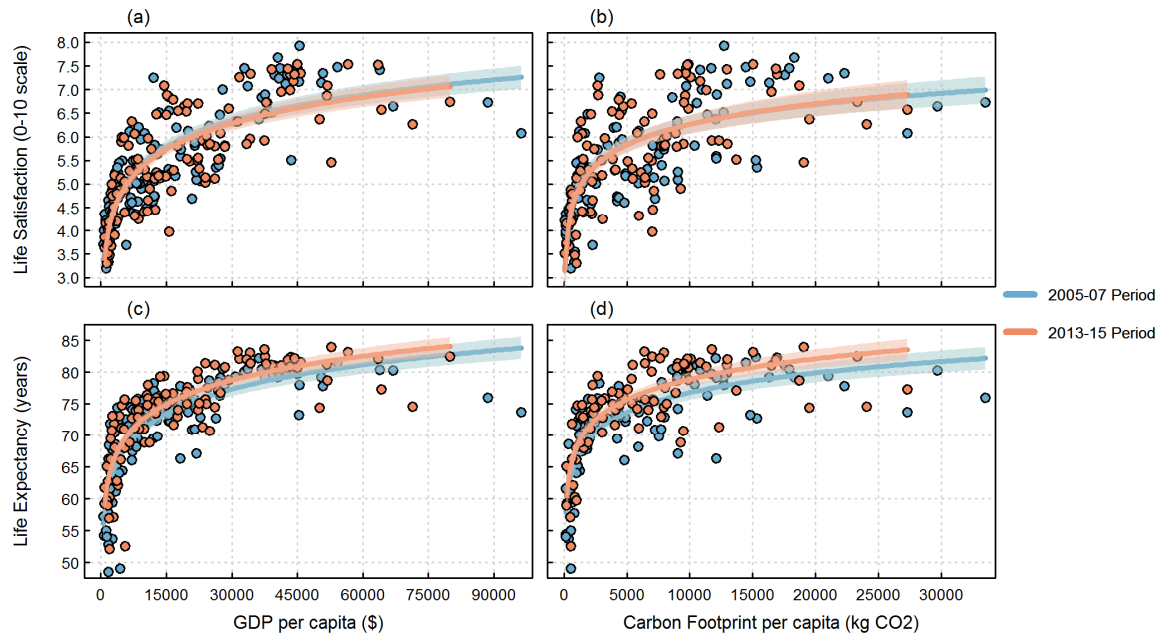 (a)
(b)
Life Satisfaction (0-10 scale)
8.0
7.5
7.0
6.5
6.0
5.5
5.0
4.5
4.0
3.5
3.0
(c)
(d)
2005-07 Period
2013-15 Period
Life Expectancy (years)
85
80
75
70
65
60
55
50
0 15000 30000 45000 60000 75000 90000
0 5000 10000 15000 20000 25000 30000
GDP per capita ($)
Carbon Footprint per capita (kg CO2)